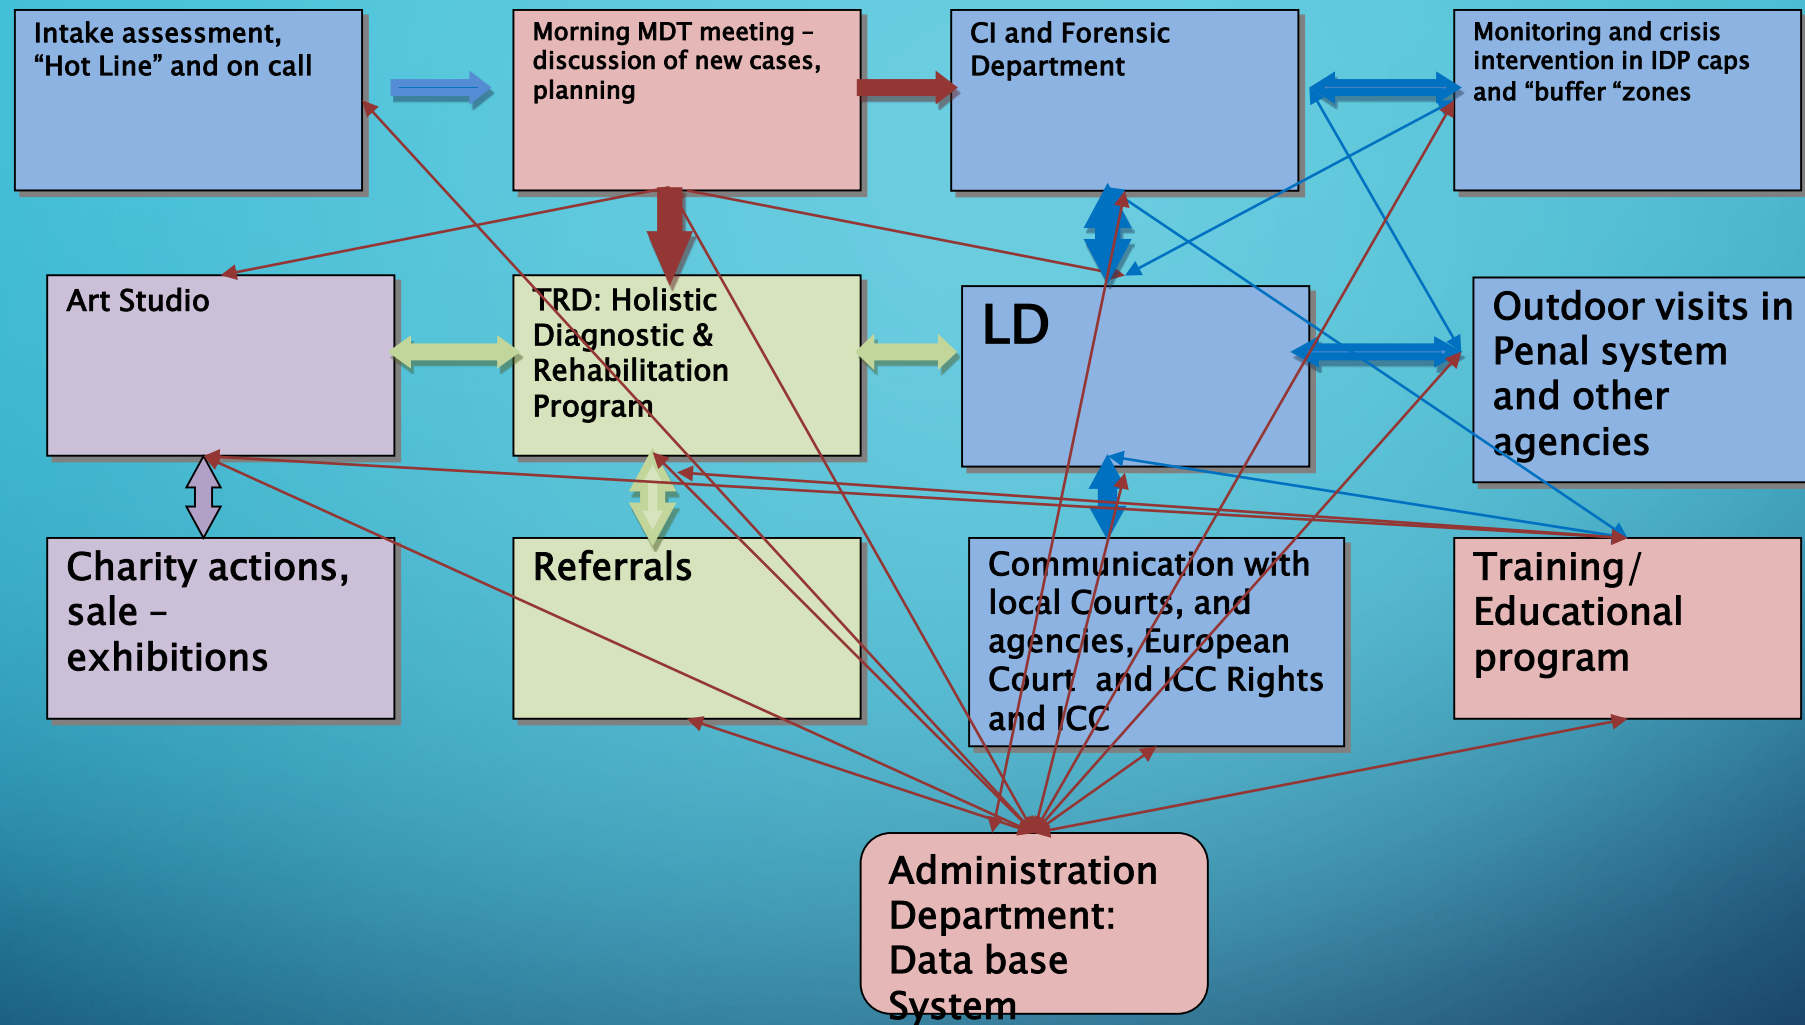 Intake assessment,
“Hot Line” and on call
Morning MDT meeting –
discussion of new cases,
planning
CI and Forensic
Department
Monitoring and crisis
intervention in IDP caps
and “buffer “zones
Art Studio
TRD: Holistic
Diagnostic &
Rehabilitation
Program
LD
Outdoor visits in
Penal system
and other
agencies
Charity actions,
sale –
exhibitions
Referrals
Communication with
local Courts, and
agencies, European
Court  and ICC Rights
and ICC
Training/
Educational
program
Administration
Department:
Data base
System